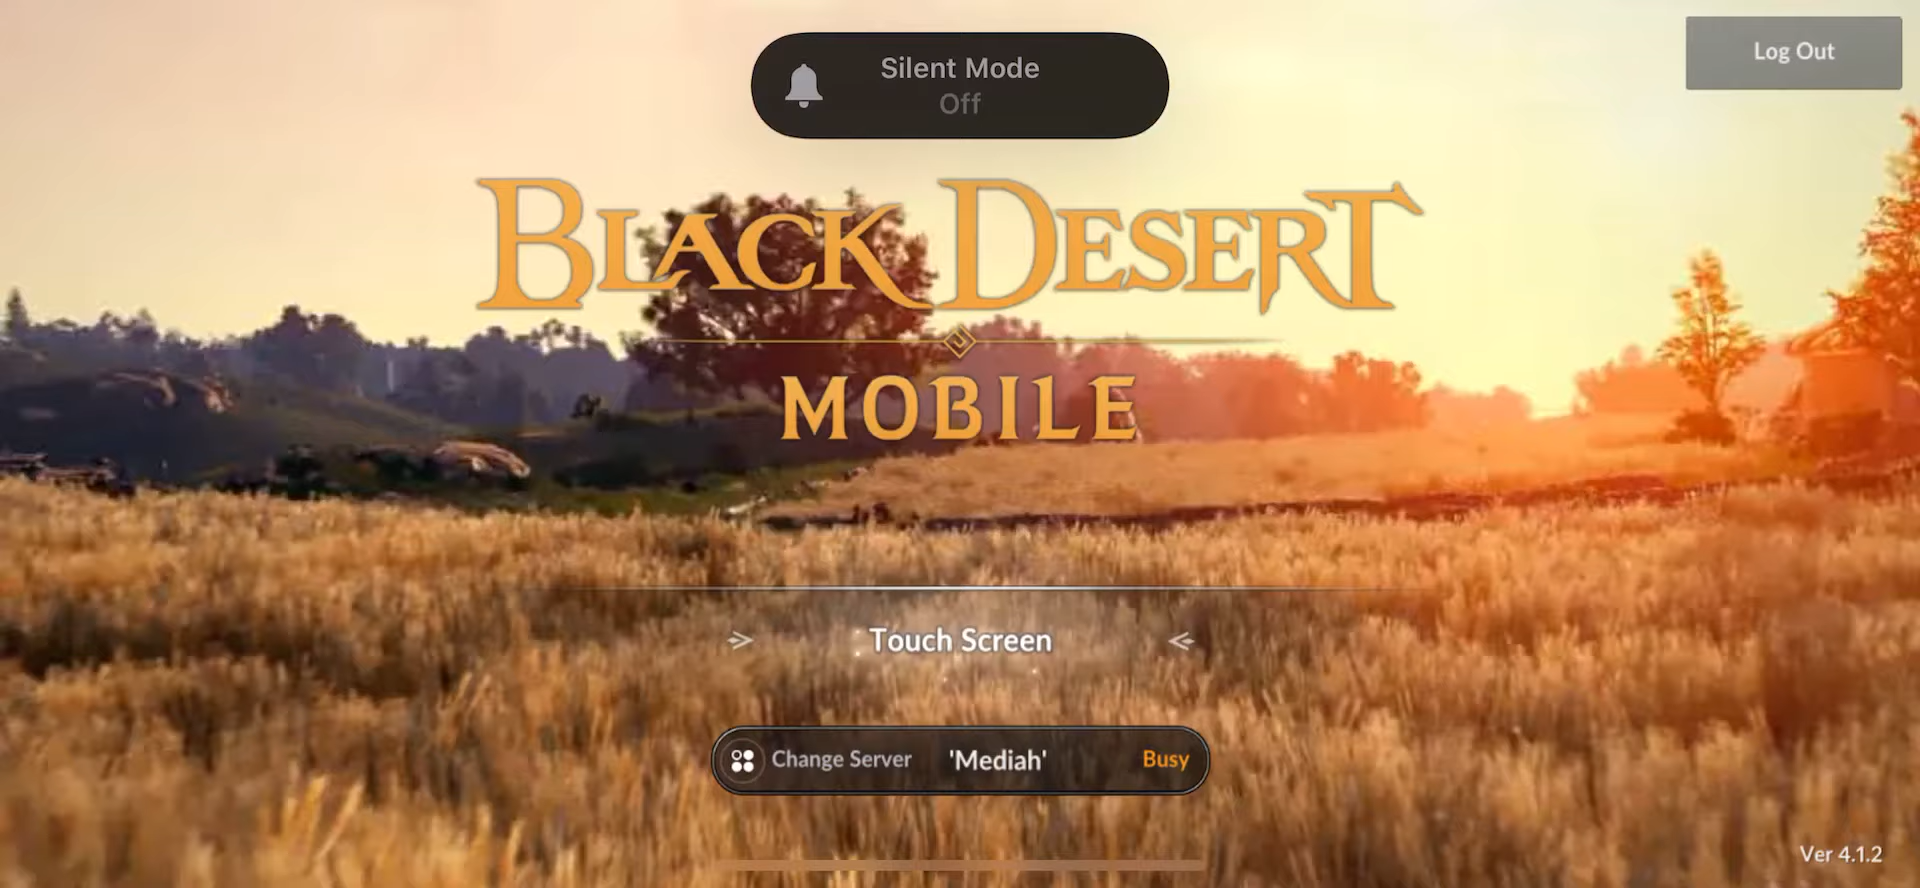 Silent Mode
Off
Log Out
BLACK DESERT
MOBILE
Touch Screen
Change Server 'Mediah' Busy
Ver 4.1.2